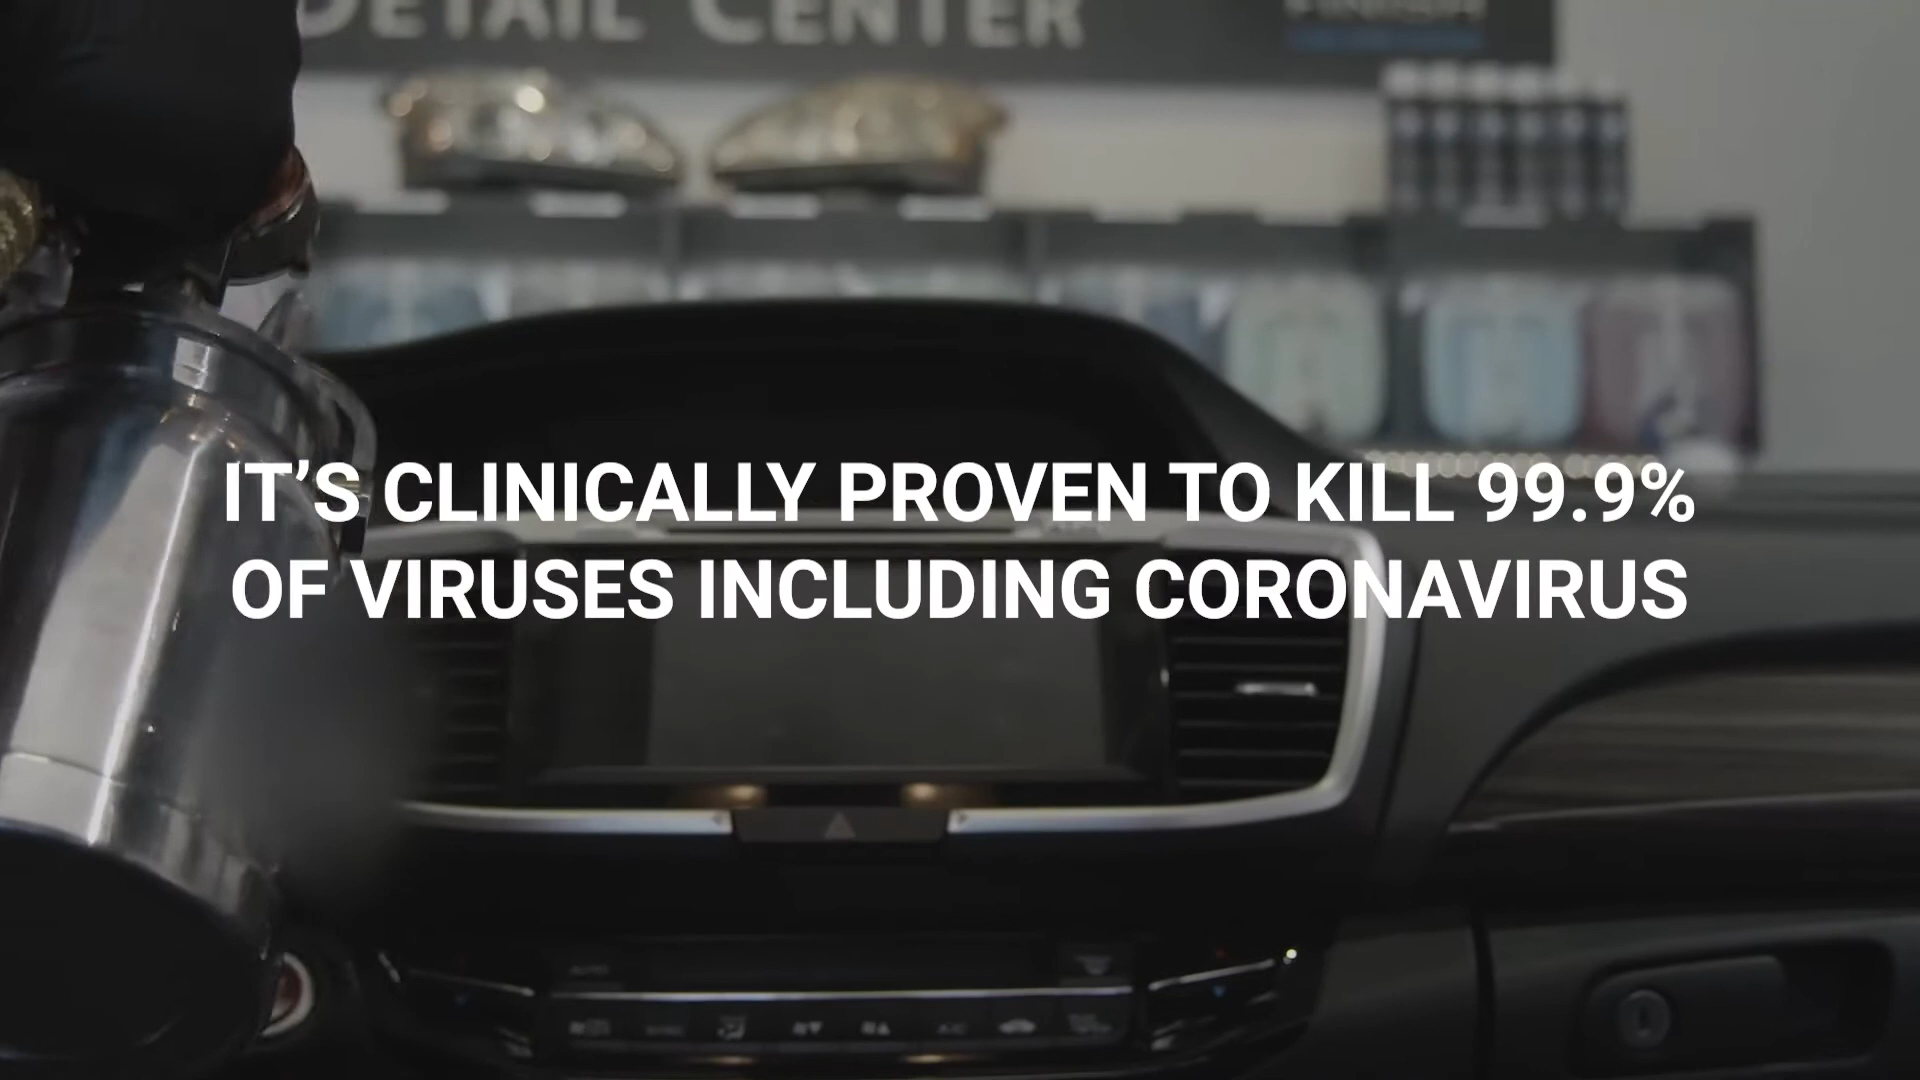 DETAIL CENTER
IT’S CLINICALLY PROVEN TO KILL 99.9%
OF VIRUSES INCLUDING CORONAVIRUS